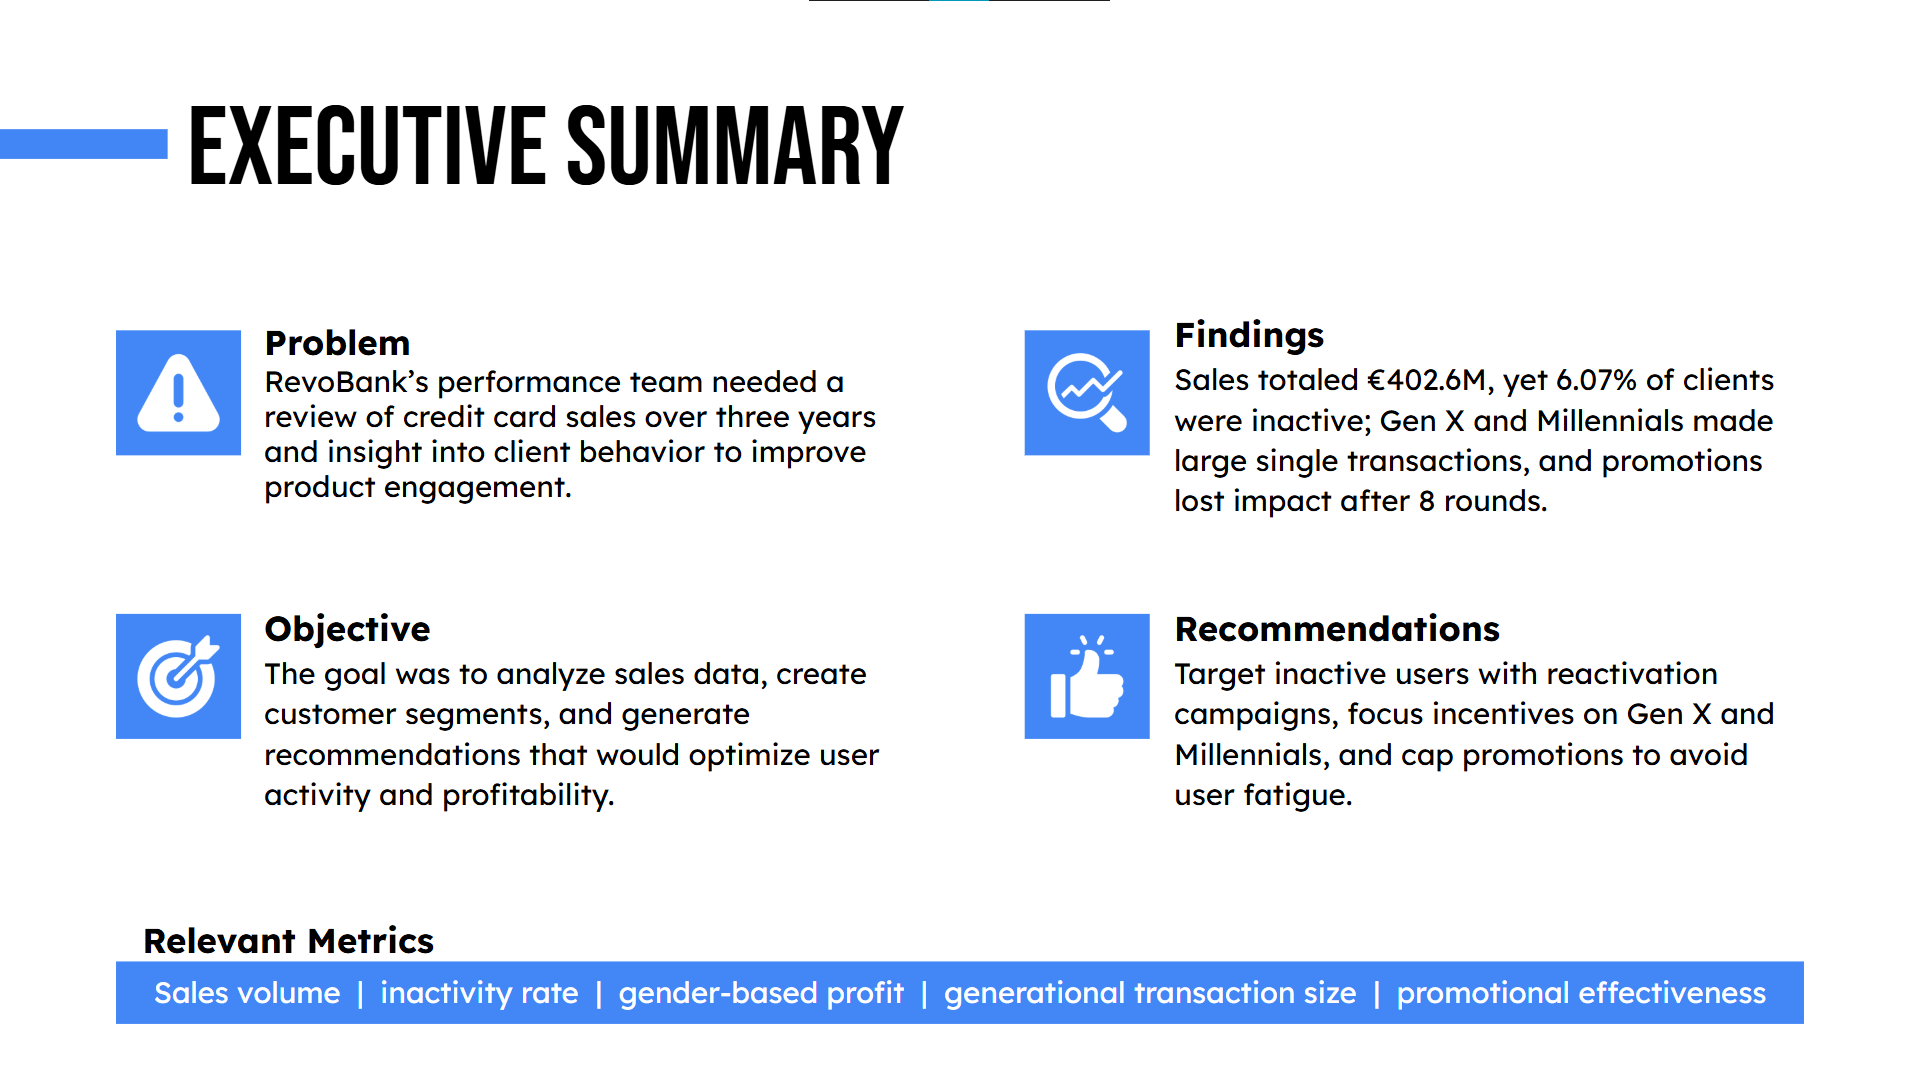 EXECUTIVE SUMMARY
Problem
RevoBank’s performance team needed a
review of credit card sales over three years
and insight into client behavior to improve
product engagement.
Findings
Sales totaled €402.6M, yet 6.07% of clients
were inactive; Gen X and Millennials made
large single transactions, and promotions
lost impact after 8 rounds.
Objective
The goal was to analyze sales data, create
customer segments, and generate
recommendations that would optimize user
activity and profitability.
Recommendations
Target inactive users with reactivation
campaigns, focus incentives on Gen X and
Millennials, and cap promotions to avoid
user fatigue.
Relevant Metrics
Sales volume | inactivity rate | gender-based profit | generational transaction size | promotional effectiveness